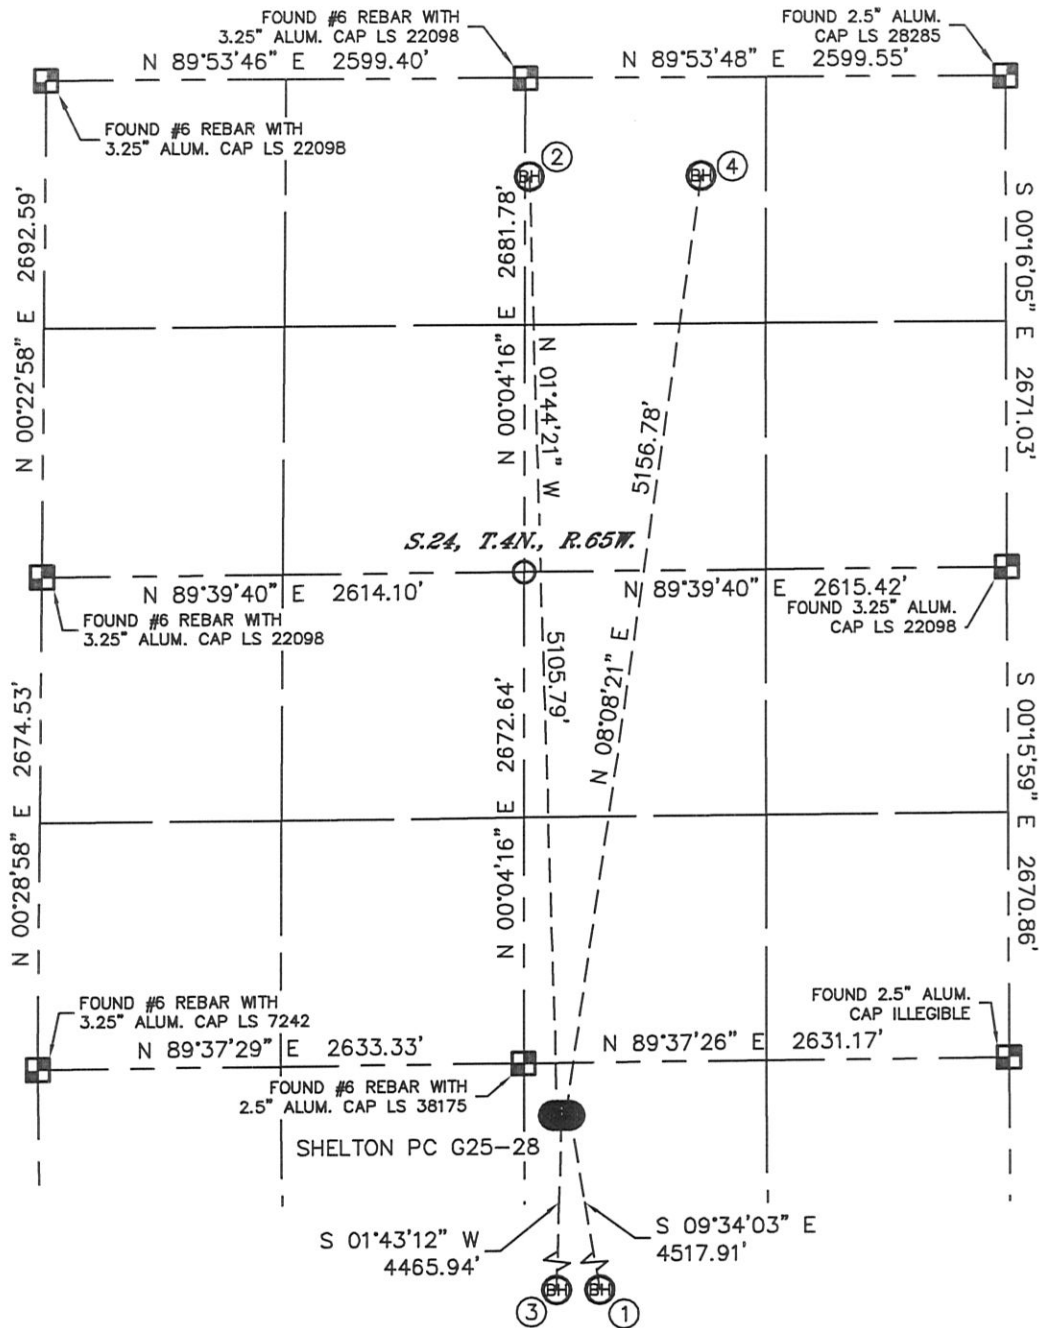 FOUND #6 REBAR WITH
3.25" ALUM. CAP LS 22098
FOUND 2.5" ALUM.
CAP LS 28285
N 89°53'46" E 2599.40'
N 89°53'48" E 2599.55'
FOUND #6 REBAR WITH
3.25" ALUM. CAP LS 22098
BH 2
BH 4
N 00°22'58" E 2692.59'
N 00°04'16" E 2681.78'
N 01°44'21" W
5105.79'
N 08°08'21" E
5156.78'
S 00°16'05" E 2671.03'
S.24, T.4N., R.65W.
N 89°39'40" E 2614.10'
N 89°39'40" E 2615.42'
FOUND #6 REBAR WITH
3.25" ALUM. CAP LS 22098
FOUND 3.25" ALUM.
CAP LS 22098
N 00°28'58" E 2674.53'
N 00°04'16" E 2672.64'
S 00°15'59" E 2670.86'
FOUND #6 REBAR WITH
3.25" ALUM. CAP LS 7242
FOUND 2.5" ALUM.
CAP ILLEGIBLE
N 89°37'29" E 2633.33'
N 89°37'26" E 2631.17'
FOUND #6 REBAR WITH
2.5" ALUM. CAP LS 38175
SHELTON PC G25-28
S 01°43'12" W
4465.94'
S 09°34'03" E
4517.91'
BH 3
BH 1